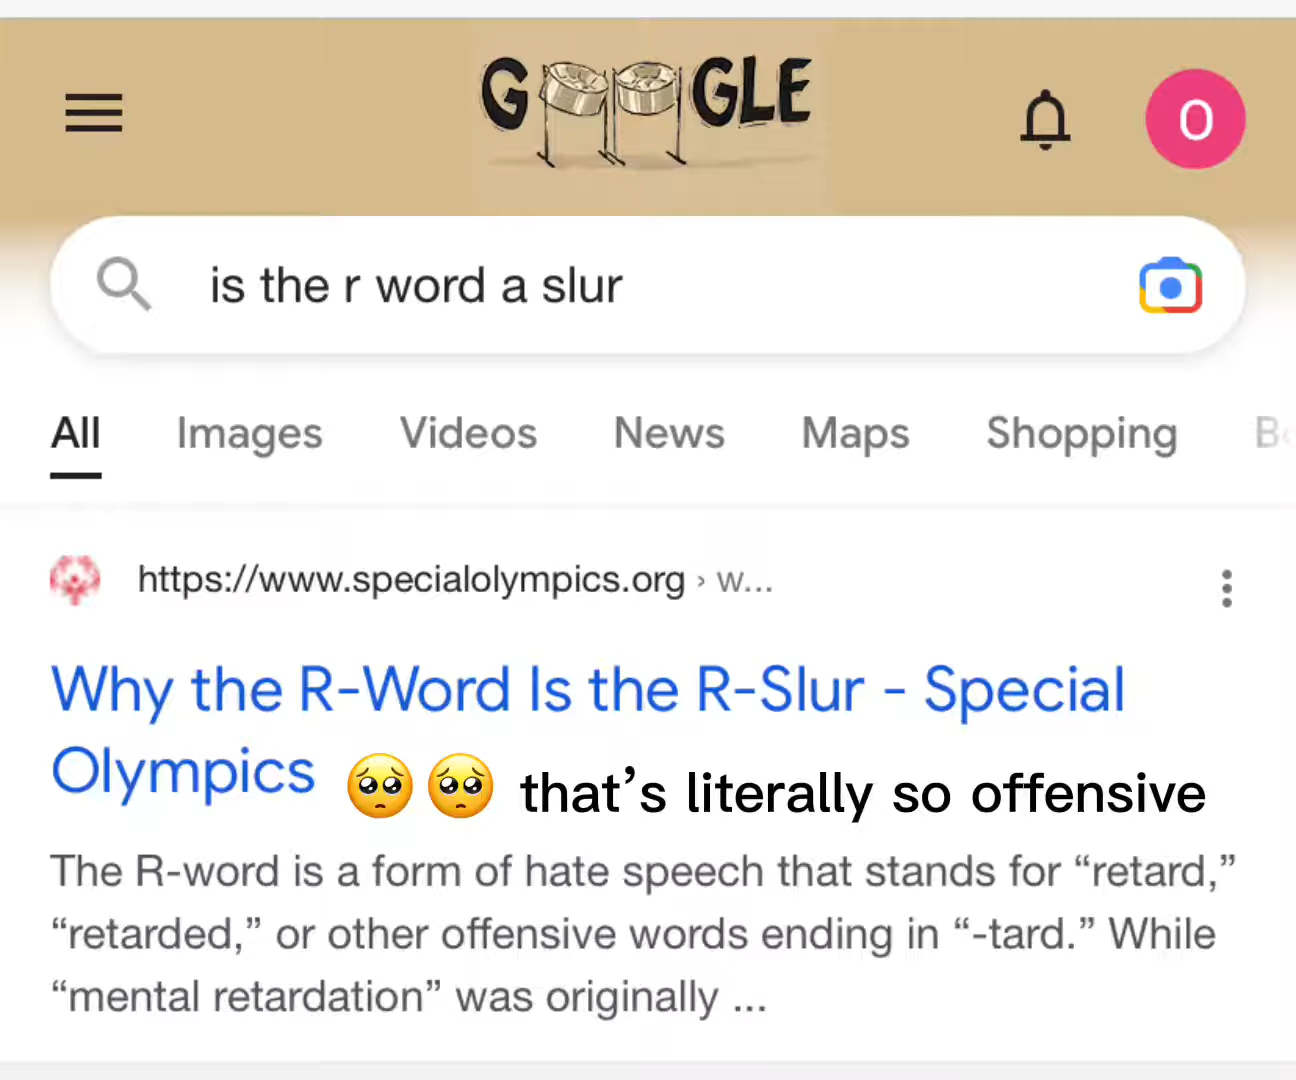 GOOGLE
O
is the r word a slur
All Images Videos News Maps Shopping
https://www.specialolympics.org › w...
Why the R-Word Is the R-Slur - Special
Olympics 🥺🥺 that’s literally so offensive
The R-word is a form of hate speech that stands for “retard,”
“retarded,” or other offensive words ending in “-tard.” While
“mental retardation” was originally ...